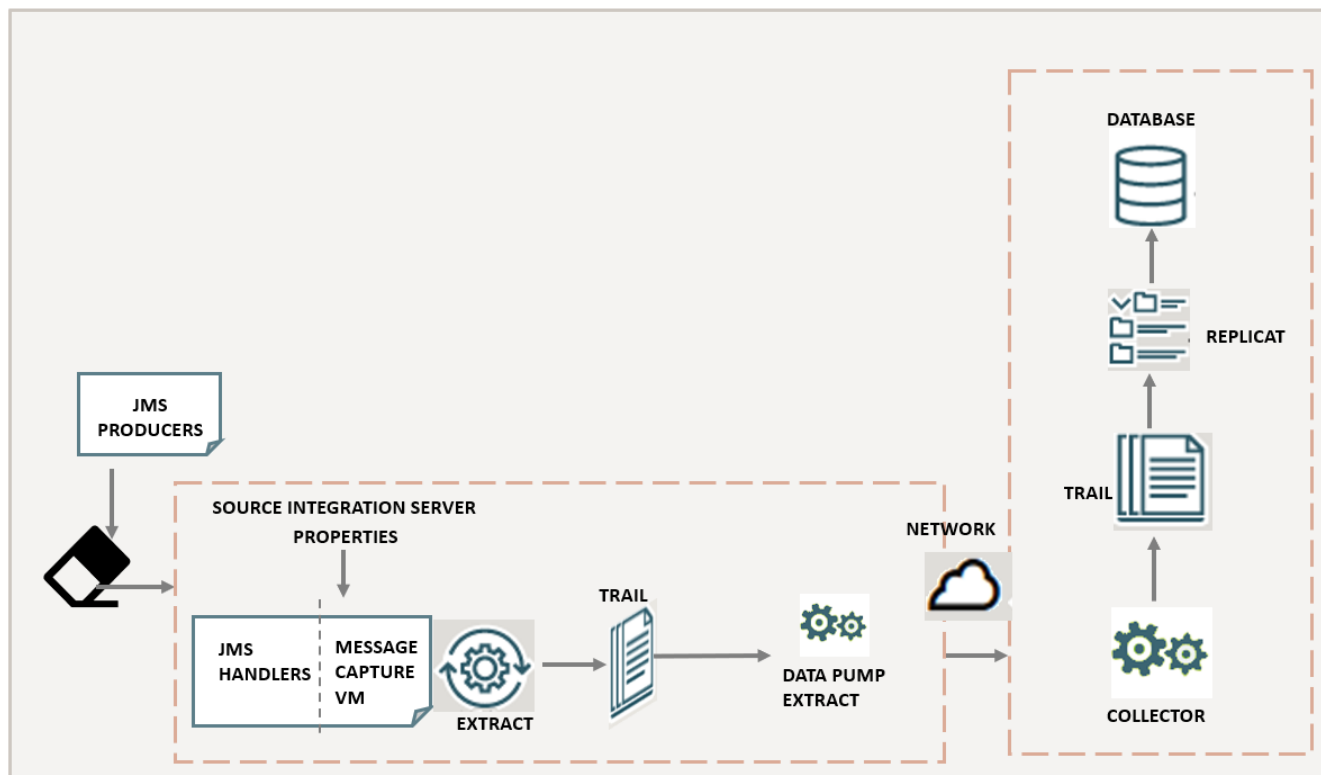 DATABASE
REPLICAT
JMS
PRODUCERS
TRAIL
SOURCE INTEGRATION SERVER
PROPERTIES
NETWORK
TRAIL
JMS
HANDLERS
MESSAGE
CAPTURE
VM
EXTRACT
DATA PUMP
EXTRACT
COLLECTOR